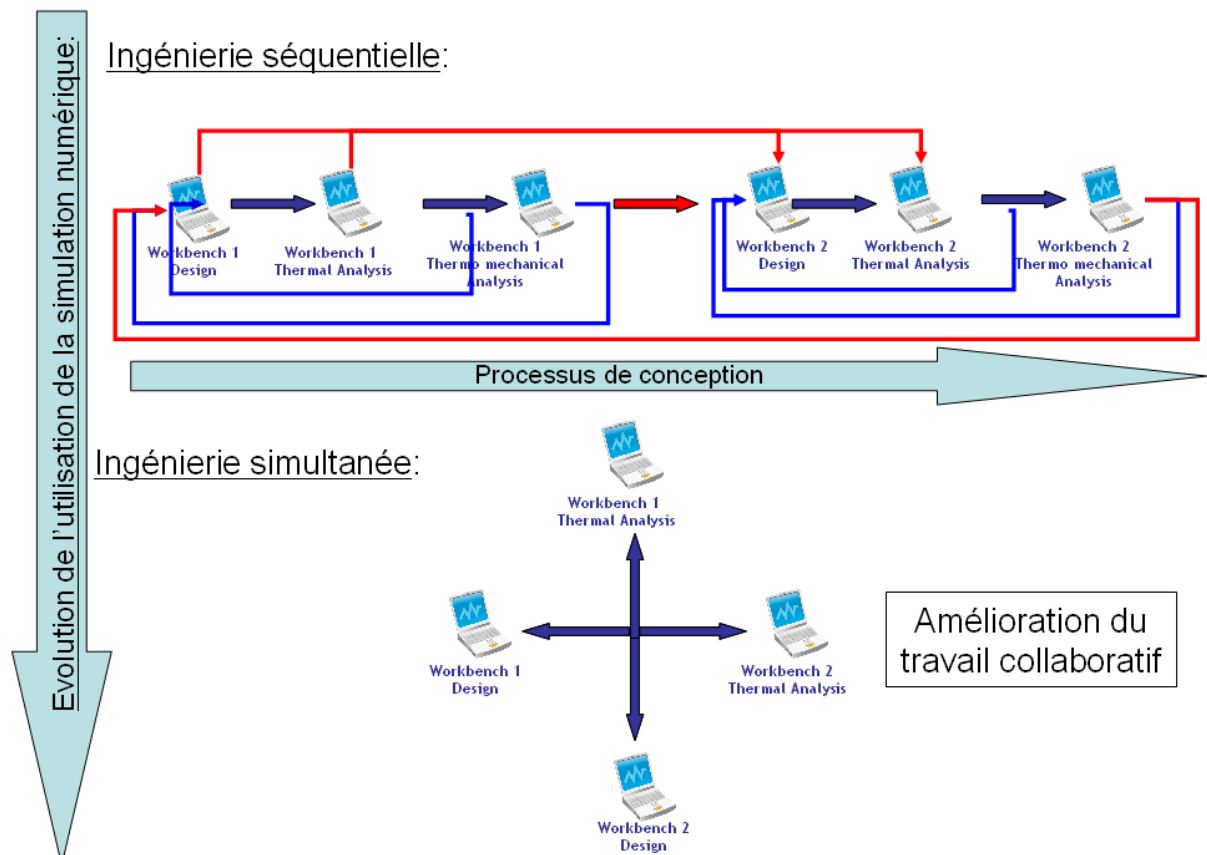 Evolution de l'utilisation de la simulation numérique:
Ingénierie séquentielle:
Workbench 1
Design
Workbench 1
Thermal Analysis
Workbench 1
Thermo mechanical
Analysis
Workbench 2
Design
Workbench 2
Thermal Analysis
Workbench 2
Thermo mechanical
Analysis
Processus de conception
Ingénierie simultanée:
Workbench 1
Thermal Analysis
Workbench 1
Design
Workbench 2
Thermal Analysis
Amélioration du
travail collaboratif
Workbench 2
Design